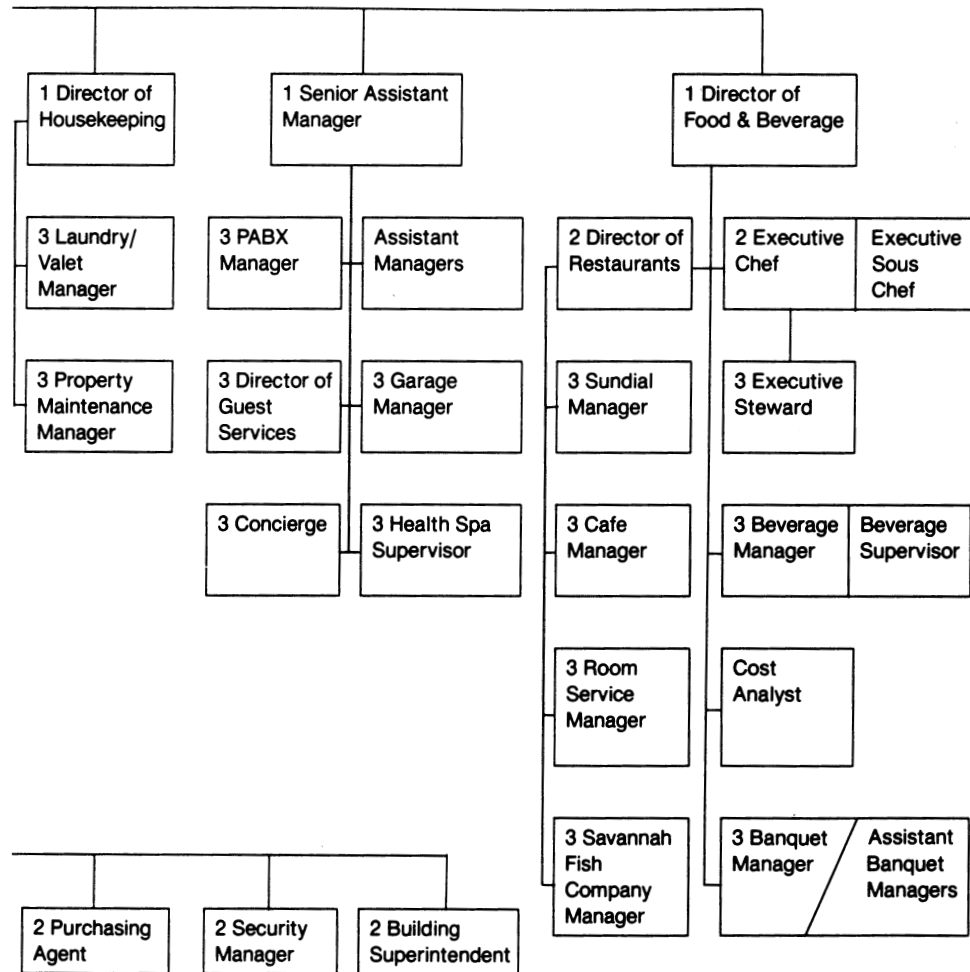 1 Director of
Housekeeping
1 Senior Assistant
Manager
1 Director of
Food & Beverage
3 Laundry/
Valet
Manager
3 PABX
Manager
Assistant
Managers
2 Director of
Restaurants
2 Executive
Chef
Executive
Sous
Chef
3 Property
Maintenance
Manager
3 Director of
Guest
Services
3 Garage
Manager
3 Sundial
Manager
3 Executive
Steward
3 Concierge
3 Health Spa
Supervisor
3 Cafe
Manager
3 Beverage
Manager
Beverage
Supervisor
3 Room
Service
Manager
Cost
Analyst
3 Savannah
Fish
Company
Manager
3 Banquet
Manager
Assistant
Banquet
Managers
2 Purchasing
Agent
2 Security
Manager
2 Building
Superintendent